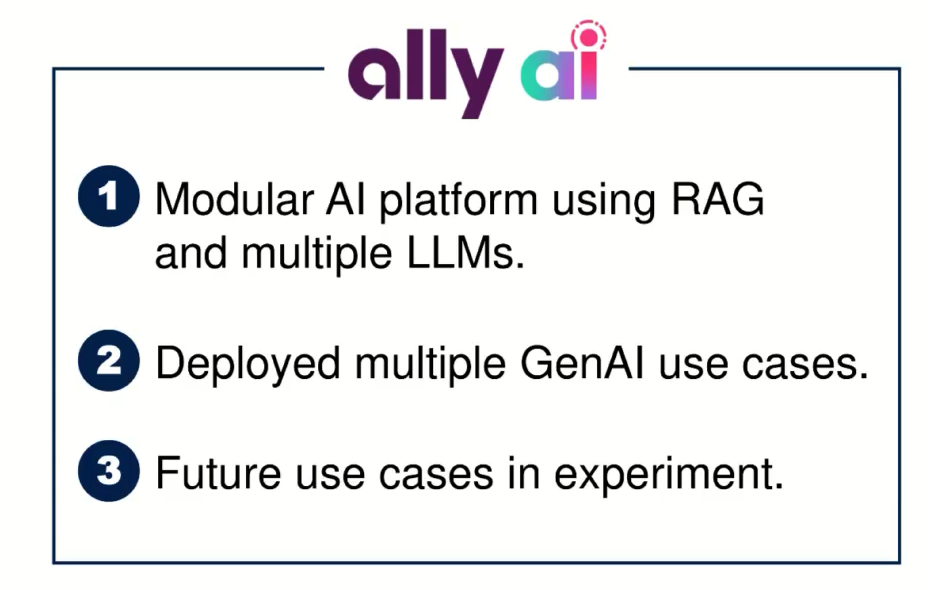 ally ai
1 Modular AI platform using RAG
and multiple LLMs.
2 Deployed multiple GenAI use cases.
3 Future use cases in experiment.